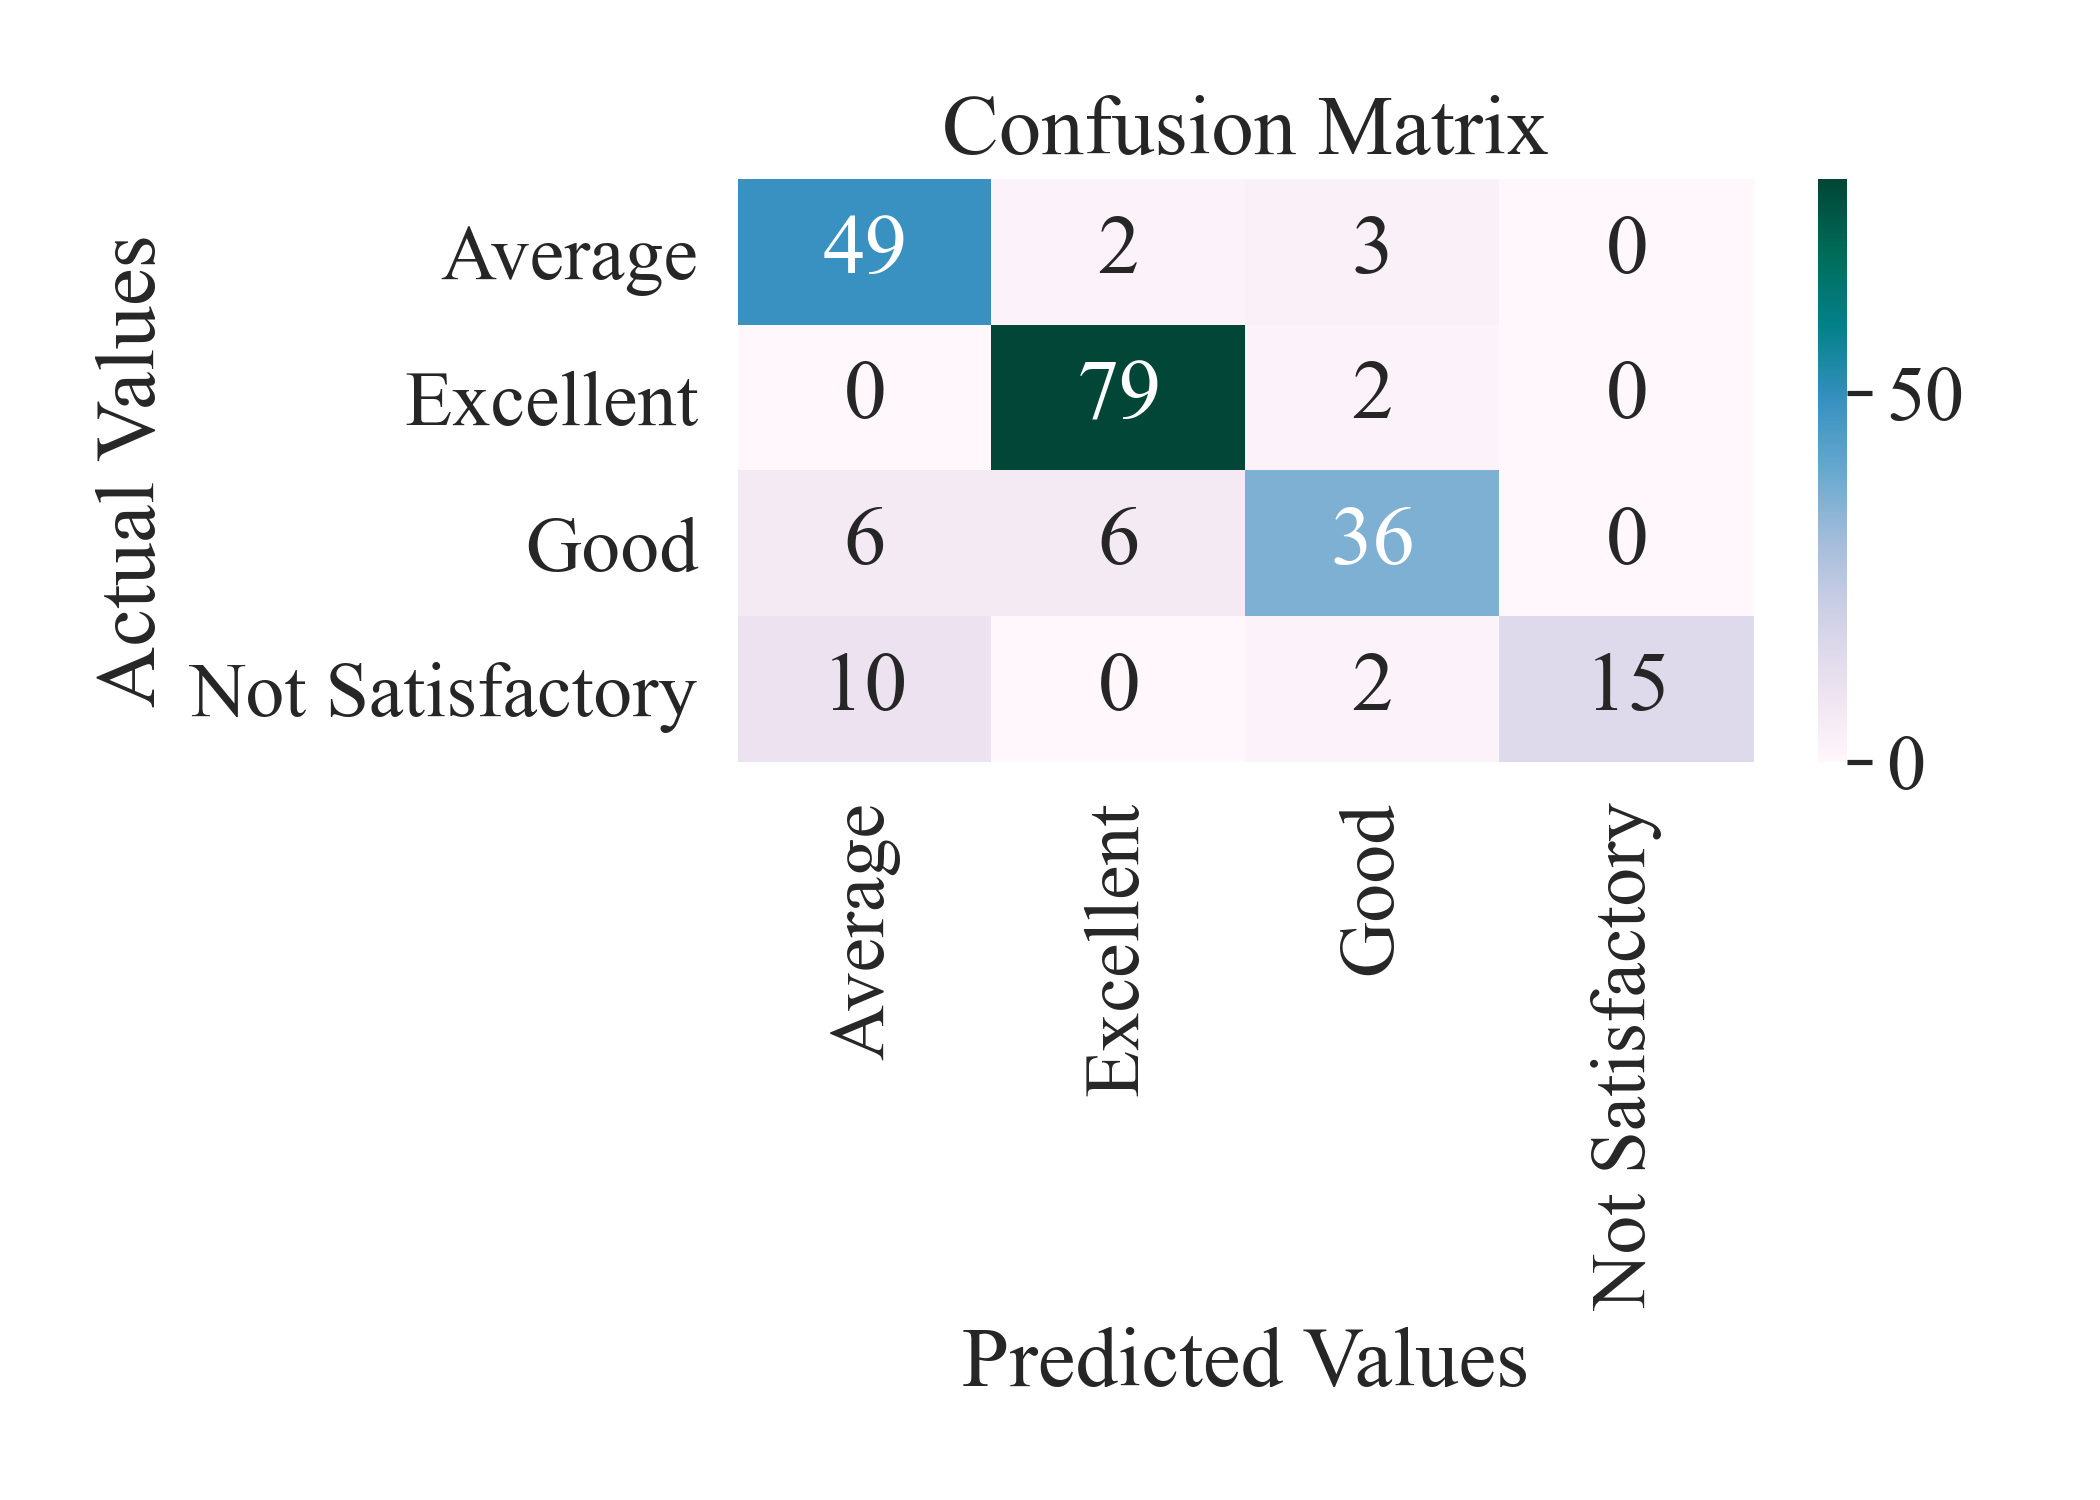 Confusion Matrix
Actual Values
Average 49 2 3 0
Excellent 0 79 2 0
Good 6 6 36 0
Not Satisfactory 10 0 2 15
50
0
Average
Excellent
Good
Not Satisfactory
Predicted Values